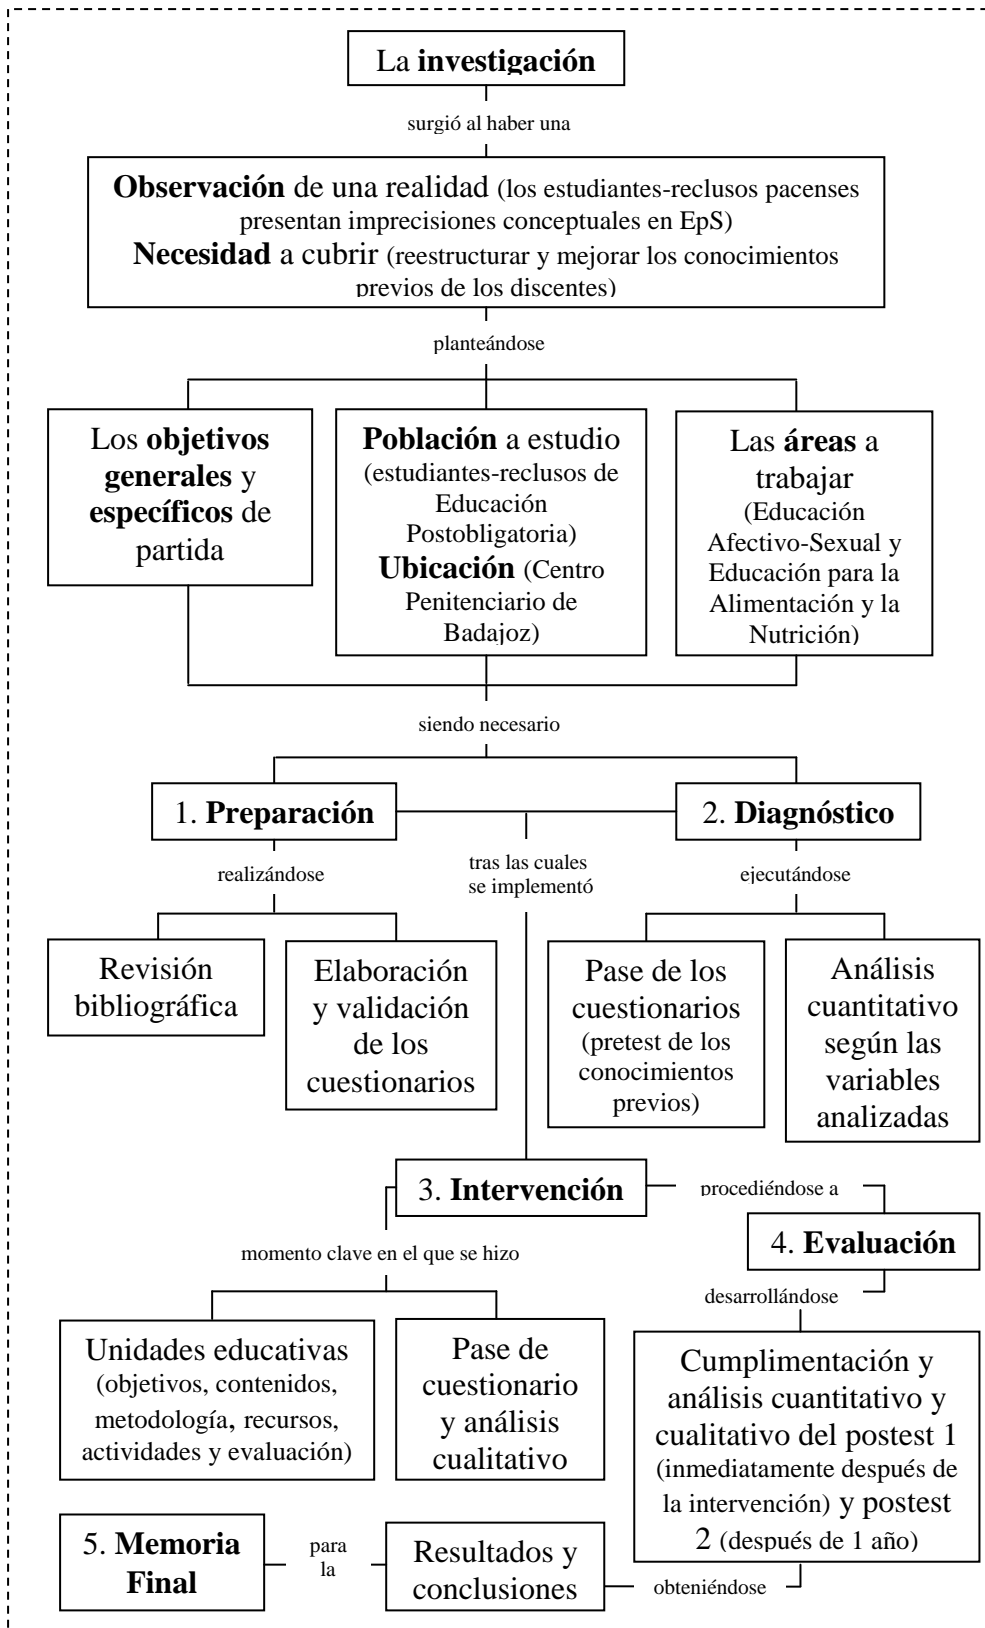 La investigación
surgió al haber una
Observación de una realidad (los estudiantes-reclusos pacenses
presentan imprecisiones conceptuales en EpS)
Necesidad a cubrir (reestructurar y mejorar los conocimientos
previos de los discentes)
planteándose
Los objetivos
generales y
específicos de
partida
Población a estudio
(estudiantes-reclusos de
Educación
Postobligatoria)
Ubicación (Centro
Penitenciario de
Badajoz)
Las áreas a
trabajar
(Educación
Afectivo-Sexual y
Educación para la
Alimentación y la
Nutrición)
siendo necesario
1. Preparación
2. Diagnóstico
realizándose
tras las cuales
se implementó
ejecutándose
Revisión
bibliográfica
Elaboración
y validación
de los
cuestionarios
Pase de los
cuestionarios
(pretest de los
conocimientos
previos)
Análisis
cuantitativo
según las
variables
analizadas
3. Intervención
procediéndose a
4. Evaluación
momento clave en el que se hizo
desarrollándose
Unidades educativas
(objetivos, contenidos,
metodología, recursos,
actividades y evaluación)
Pase de
cuestionario
y análisis
cualitativo
Cumplimentación y
análisis cuantitativo y
cualitativo del postest 1
(inmediatamente después de
la intervención) y postest
2 (después de 1 año)
5. Memoria
Final
para
la
Resultados y
conclusiones
obteniéndose